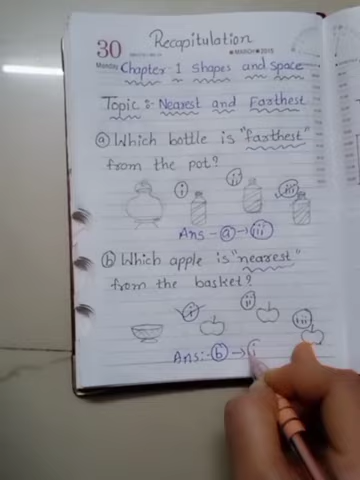 Recapitulation
30
MARCH 2015
Monday
Chapter-1 Shapes and Space
Topic :- Nearest and Farthest
(a) Which bottle is "farthest"
from the pot?
(i) (ii) (iii)
Ans - (a) → (iii)
(b) Which apple is "nearest"
from the basket?
(i) (ii) (iii)
Ans:- (b) → (i